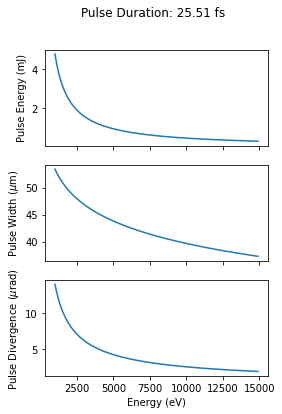 Pulse Duration: 25.51 fs
Pulse Energy (mJ)
4
2
Pulse Width (μm)
50
45
40
Pulse Divergence (μrad)
10
5
2500 5000 7500 10000 12500 15000
Energy (eV)